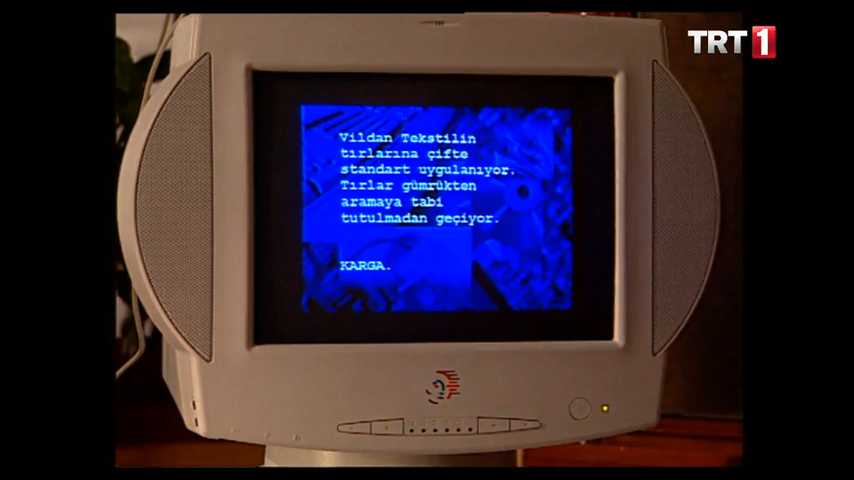 TRT 1
Vildan Tekstilin
tırlarına çifte
standart uygulanıyor.
Tırlar gümrükten
aramaya tabi
tutulmadan geçiyor.
KARGA.